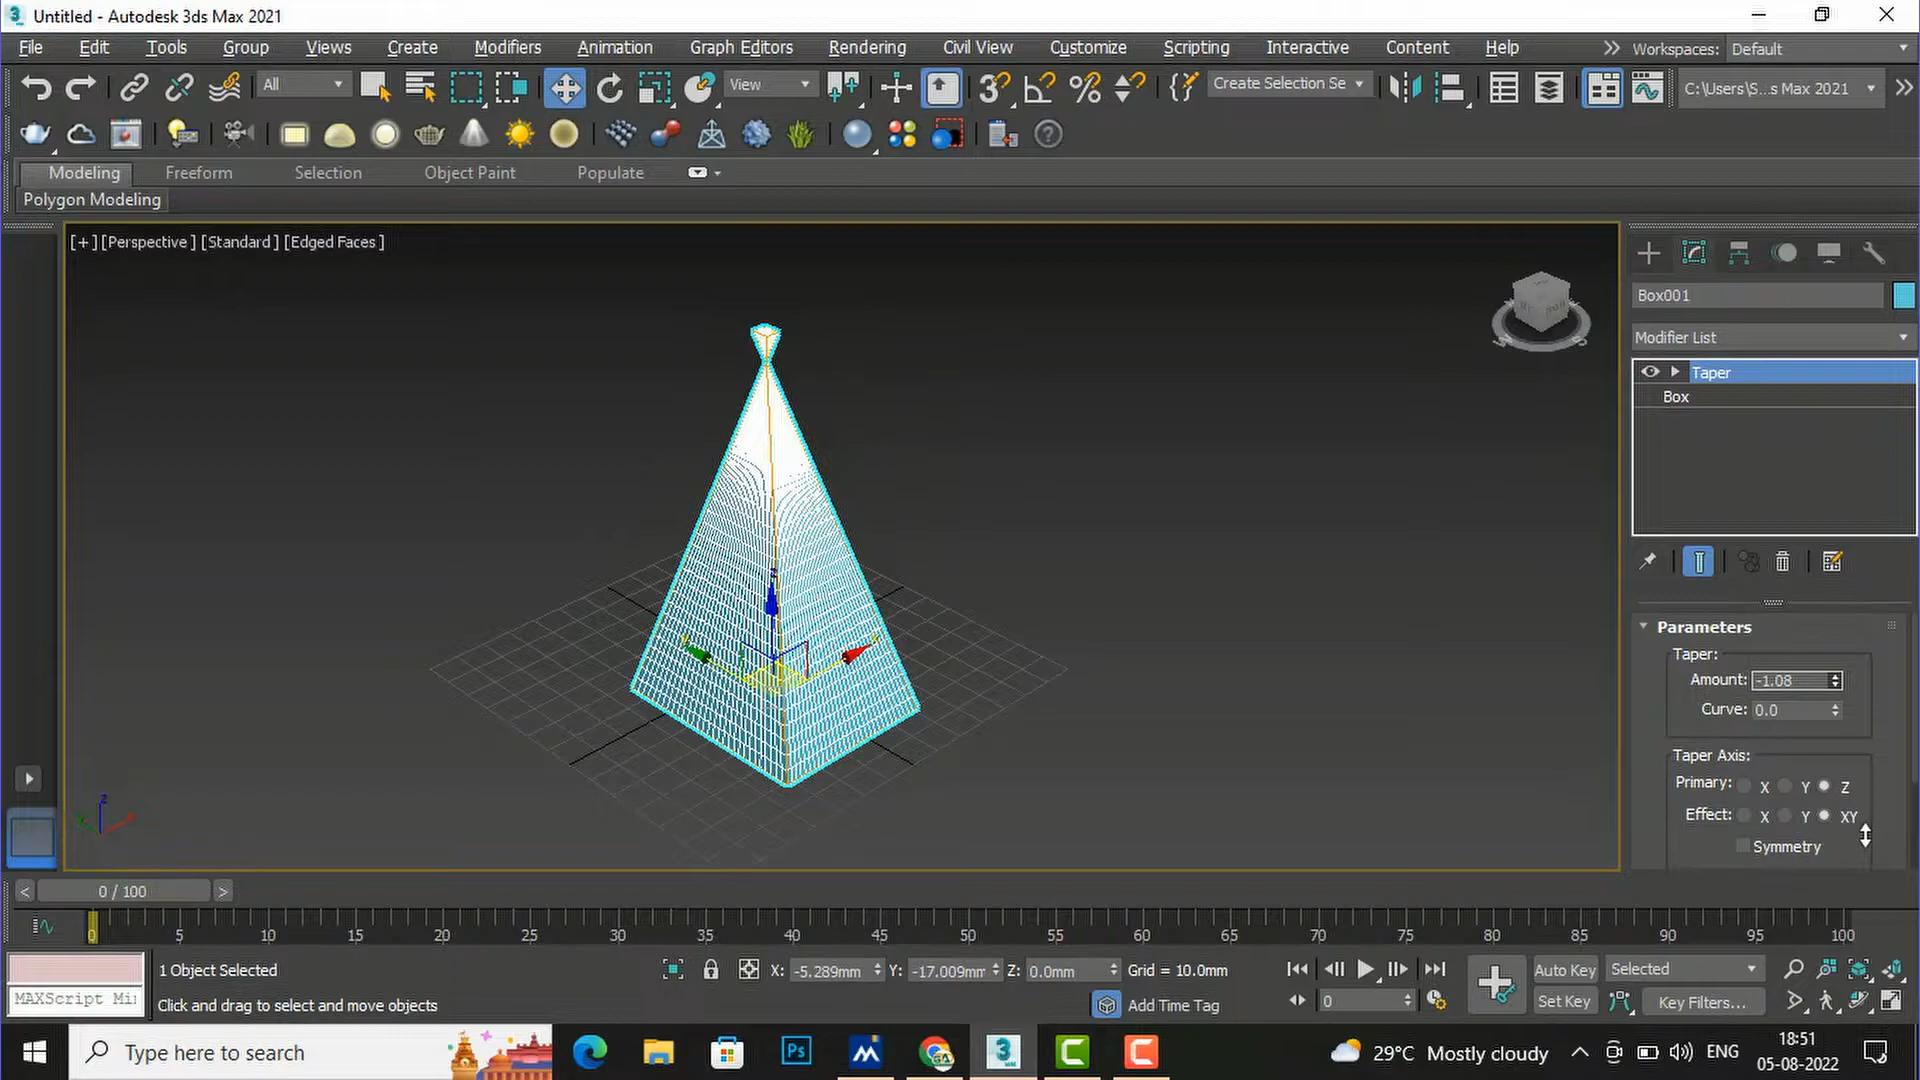 Untitled - Autodesk 3ds Max 2021
File Edit Tools Group Views Create Modifiers Animation Graph Editors Rendering Civil View Customize Scripting Interactive Content Help Workspaces: Default
All View Create Selection Se C:\Users\S...s Max 2021
Modeling Freeform Selection Object Paint Populate
Polygon Modeling
[+] [Perspective ] [Standard ] [Edged Faces ]
Box001
Modifier List
Taper
Box
Parameters
Taper:
Amount: -1.08
Curve: 0.0
Taper Axis:
Primary: X Y Z
Effect: X Y XY
Symmetry
z
z
< 0 / 100 >
0 5 10 15 20 25 30 35 40 45 50 55 60 65 70 75 80 85 90 95 100
1 Object Selected X: -5.289mm Y: -17.009mm Z: 0.0mm Grid = 10.0mm Auto Key Selected
MAXScript Mi Click and drag to select and move objects Add Time Tag 0 Set Key Key Filters...
Type here to search Ps 3 29°C Mostly cloudy ENG 18:51
05-08-2022